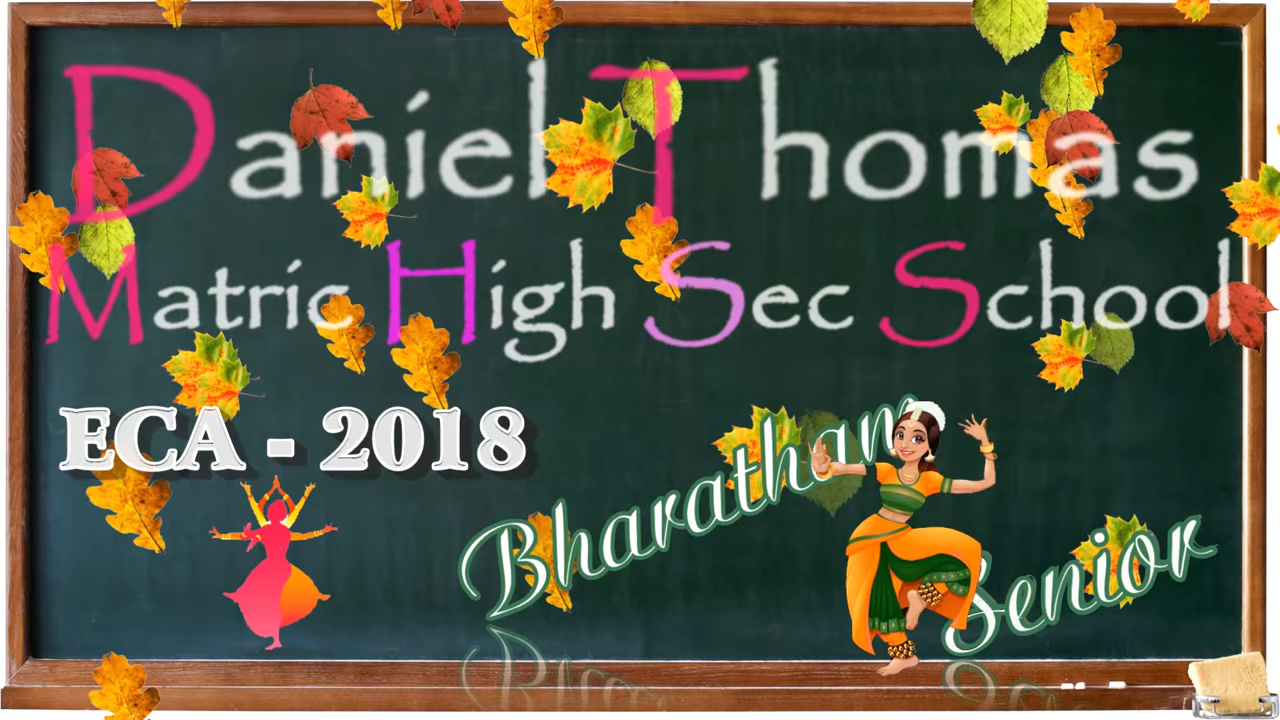 Daniel Thomas
Matric High Sec School
ECA - 2018
Bharatham
Senior